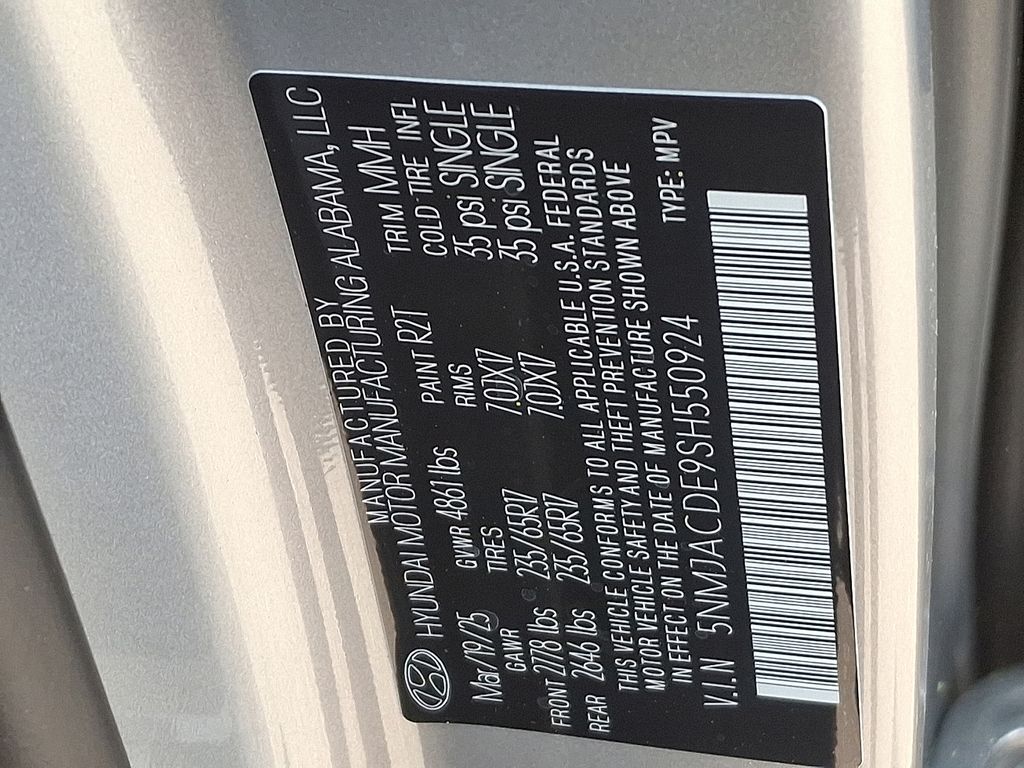 MANUFACTURED BY
HYUNDAI MOTOR MANUFACTURING ALABAMA, LLC
Mar/19/25 GVWR 4861 lbs PAINT R2T TRIM MMH
GAWR TIRES RIMS COLD TIRE INFL
FRONT 2778 lbs 235/65R17 7.0JX17 35 psi SINGLE
REAR 2646 lbs 235/65R17 7.0JX17 35 psi SINGLE
THIS VEHICLE CONFORMS TO ALL APPLICABLE U.S.A. FEDERAL
MOTOR VEHICLE SAFETY AND THEFT PREVENTION STANDARDS
IN EFFECT ON THE DATE OF MANUFACTURE SHOWN ABOVE
V.I.N 5NMJACDE9SH550924 TYPE: MPV